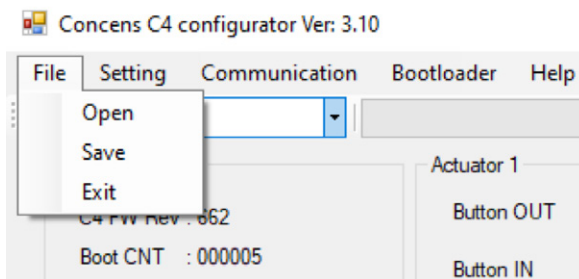 Concens C4 configurator Ver: 3.10
File Setting Communication Bootloader Help
Open
Save
Exit
Actuator 1
C4 FW Rev : 662
Button OUT
Boot CNT : 000005
Button IN